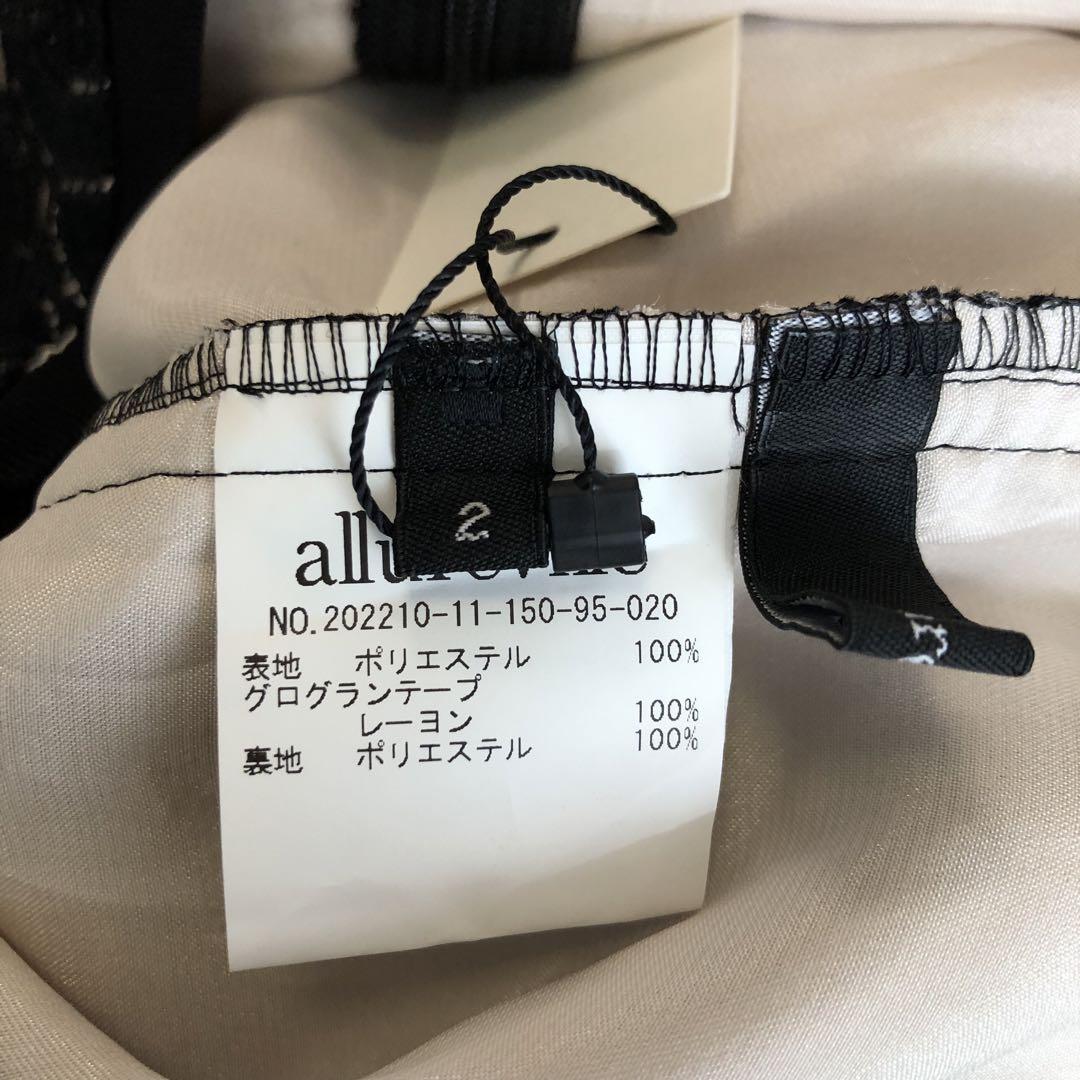 2
allureville
NO.202210-11-150-95-020
表地 ポリエステル 100%
グログランテープ
レーヨン 100%
裏地 ポリエステル 100%